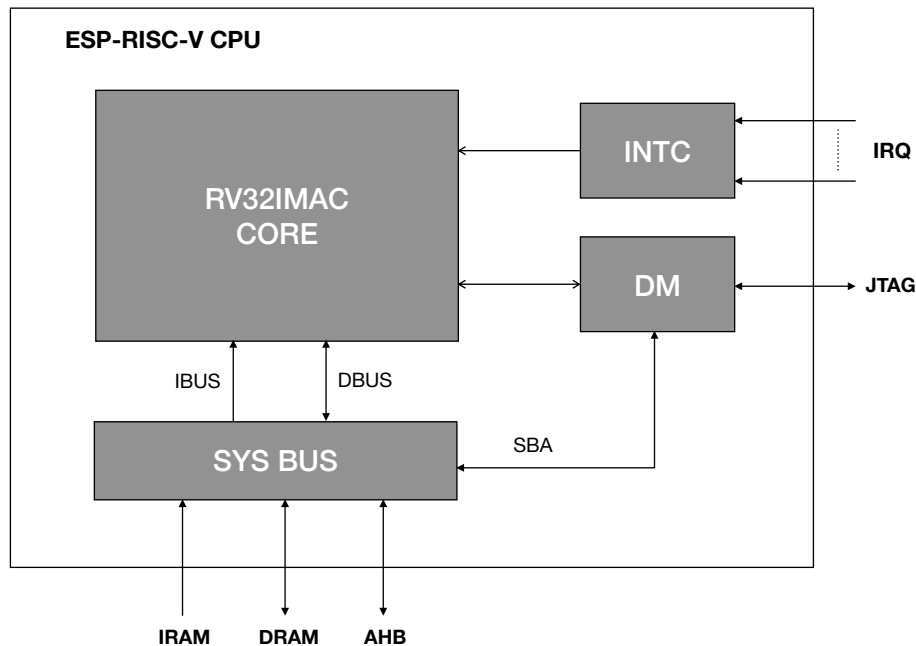 ESP-RISC-V CPU
RV32IMAC
CORE
INTC
IRQ
DM
JTAG
IBUS
DBUS
SYS BUS
SBA
IRAM
DRAM
AHB